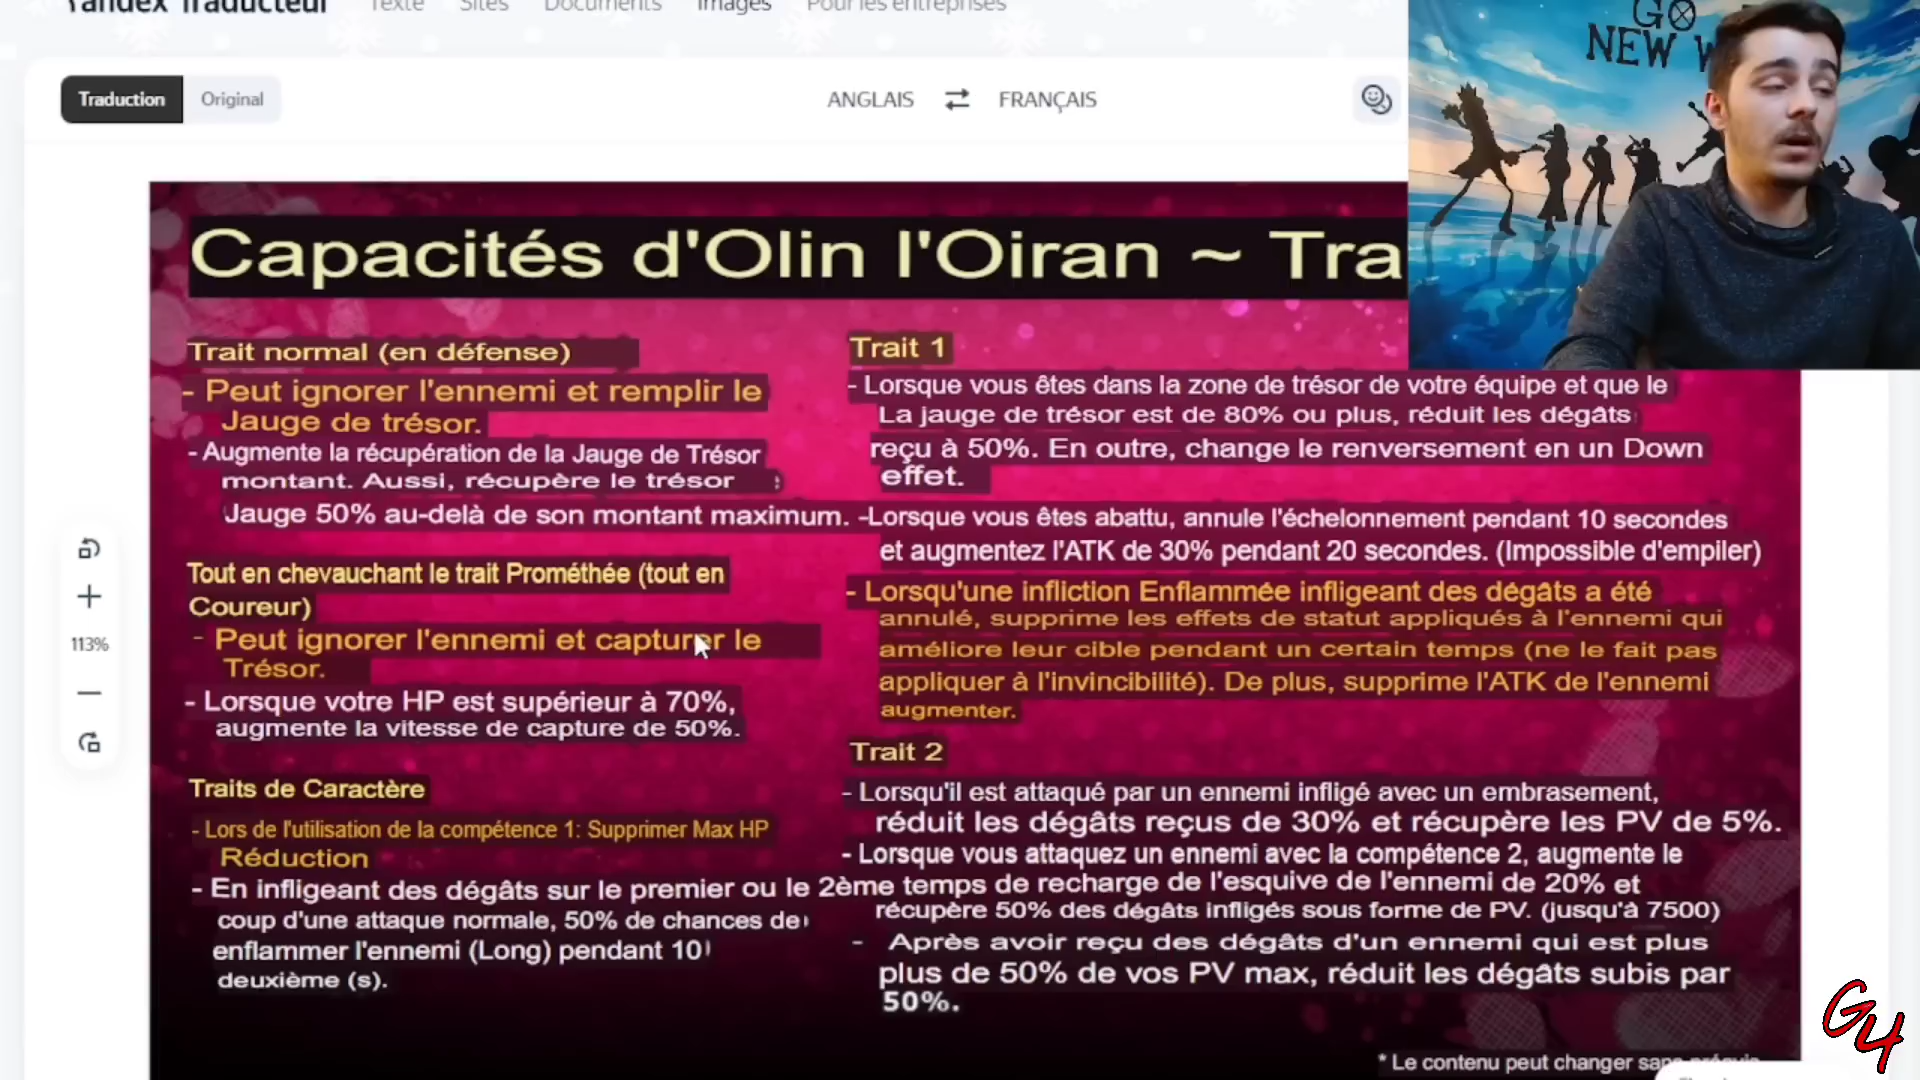 Yandex Traducteur
Texte
Sites
Documents
Images
Pour les entreprises
Traduction
Original
ANGLAIS
FRANÇAIS
GO
NEW W
Capacités d'Olin l'Oiran ~ Tra
Trait normal (en défense)
- Peut ignorer l'ennemi et remplir le
Jauge de trésor.
- Augmente la récupération de la Jauge de Trésor
montant. Aussi, récupère le trésor
Jauge 50% au-delà de son montant maximum.
Tout en chevauchant le trait Prométhée (tout en
Coureur)
- Peut ignorer l'ennemi et capturer le
Trésor.
- Lorsque votre HP est supérieur à 70%,
augmente la vitesse de capture de 50%.
Traits de Caractère
- Lors de l'utilisation de la compétence 1: Supprimer Max HP
Réduction
- En infligeant des dégâts sur le premier ou le 2ème
coup d'une attaque normale, 50% de chances de
enflammer l'ennemi (Long) pendant 10
deuxième (s).
Trait 1
- Lorsque vous êtes dans la zone de trésor de votre équipe et que le
La jauge de trésor est de 80% ou plus, réduit les dégâts
reçu à 50%. En outre, change le renversement en un Down
effet.
-Lorsque vous êtes abattu, annule l'échelonnement pendant 10 secondes
et augmentez l'ATK de 30% pendant 20 secondes. (Impossible d'empiler)
- Lorsqu'une infliction Enflammée infligeant des dégâts a été
annulé, supprime les effets de statut appliqués à l'ennemi qui
améliore leur cible pendant un certain temps (ne le fait pas
appliquer à l'invincibilité). De plus, supprime l'ATK de l'ennemi
augmenter.
Trait 2
- Lorsqu'il est attaqué par un ennemi infligé avec un embrasement,
réduit les dégâts reçus de 30% et récupère les PV de 5%.
- Lorsque vous attaquez un ennemi avec la compétence 2, augmente le
temps de recharge de l'esquive de l'ennemi de 20% et
récupère 50% des dégâts infligés sous forme de PV. (jusqu'à 7500)
- Après avoir reçu des dégâts d'un ennemi qui est plus
plus de 50% de vos PV max, réduit les dégâts subis par
50%.
* Le contenu peut changer sans préavis
113%
G4